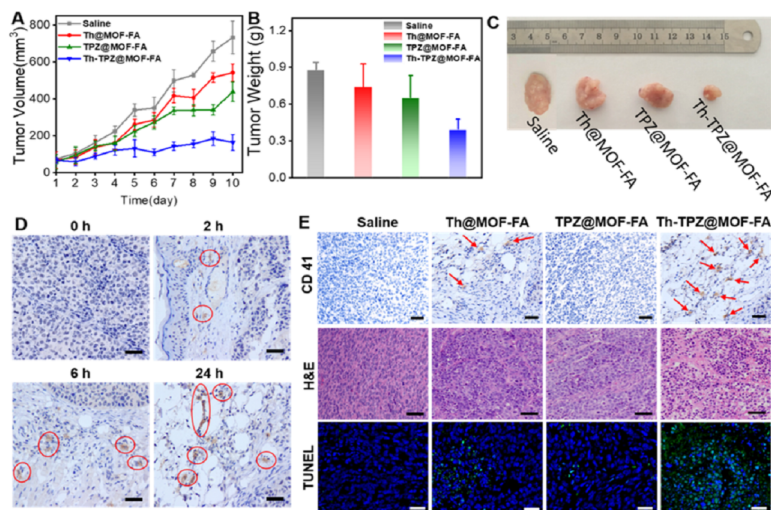 A
Tumor Volume(mm³)
800
600
400
200
Saline
Th@MOF-FA
TPZ@MOF-FA
Th-TPZ@MOF-FA
1 2 3 4 5 6 7 8 9 10
Time(day)
B
Tumor Weight (g)
1.2
0.9
0.6
0.3
0.0
Saline
Th@MOF-FA
TPZ@MOF-FA
Th-TPZ@MOF-FA
C
3 4 5 6 7 8 9 10 11 12 13 14 15
Saline
Th@MOF-FA
TPZ@MOF-FA
Th-TPZ@MOF-FA
D
0 h
2 h
6 h
24 h
E
Saline
Th@MOF-FA
TPZ@MOF-FA
Th-TPZ@MOF-FA
CD 41
H&E
TUNEL